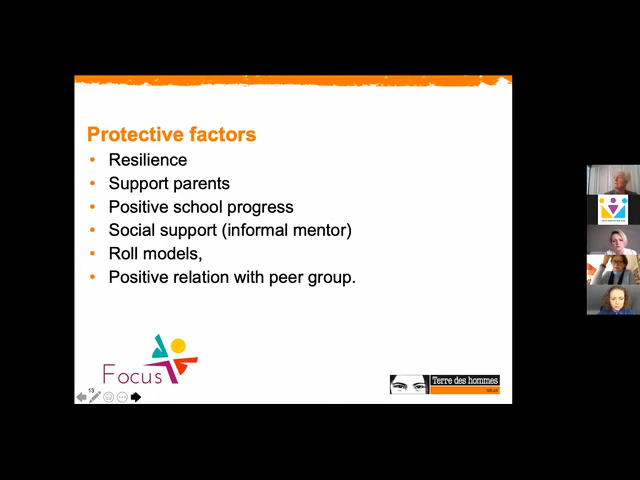 Protective factors
• Resilience
• Support parents
• Positive school progress
• Social support (informal mentor)
• Roll models,
• Positive relation with peer group.
Focus
Terre des hommes
13